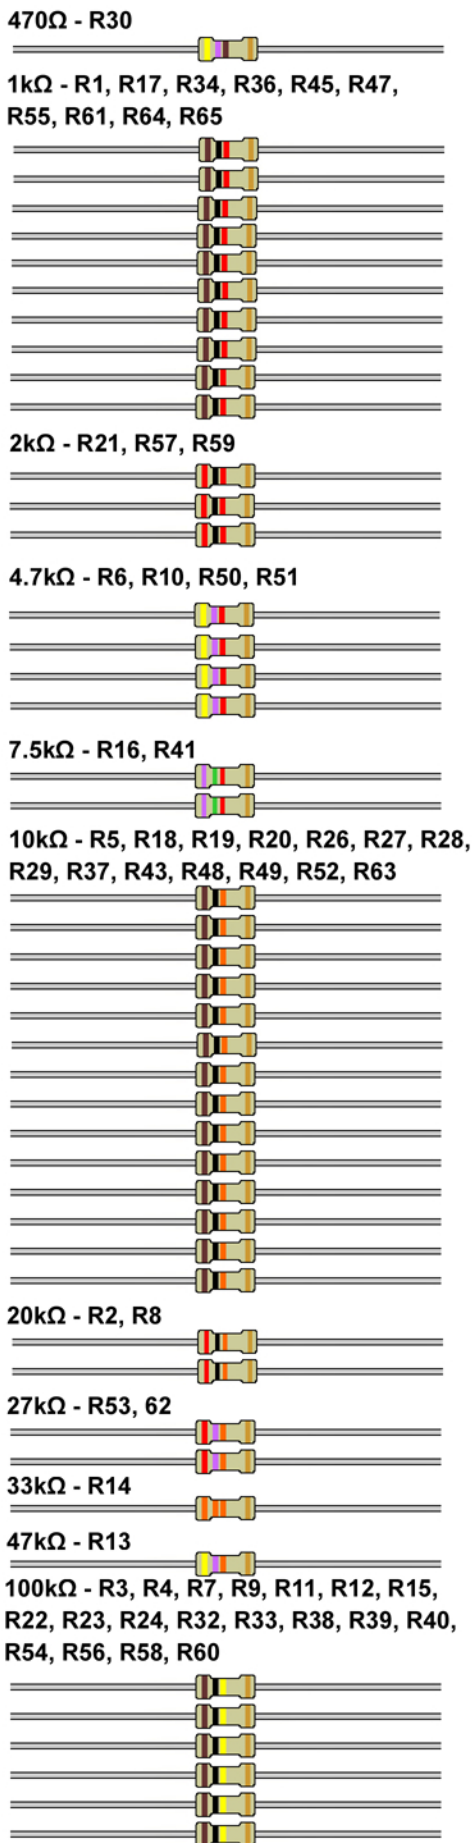 470Ω - R30
1kΩ - R1, R17, R34, R36, R45, R47,
R55, R61, R64, R65
2kΩ - R21, R57, R59
4.7kΩ - R6, R10, R50, R51
7.5kΩ - R16, R41
10kΩ - R5, R18, R19, R20, R26, R27, R28,
R29, R37, R43, R48, R49, R52, R63
20kΩ - R2, R8
27kΩ - R53, 62
33kΩ - R14
47kΩ - R13
100kΩ - R3, R4, R7, R9, R11, R12, R15,
R22, R23, R24, R32, R33, R38, R39, R40,
R54, R56, R58, R60